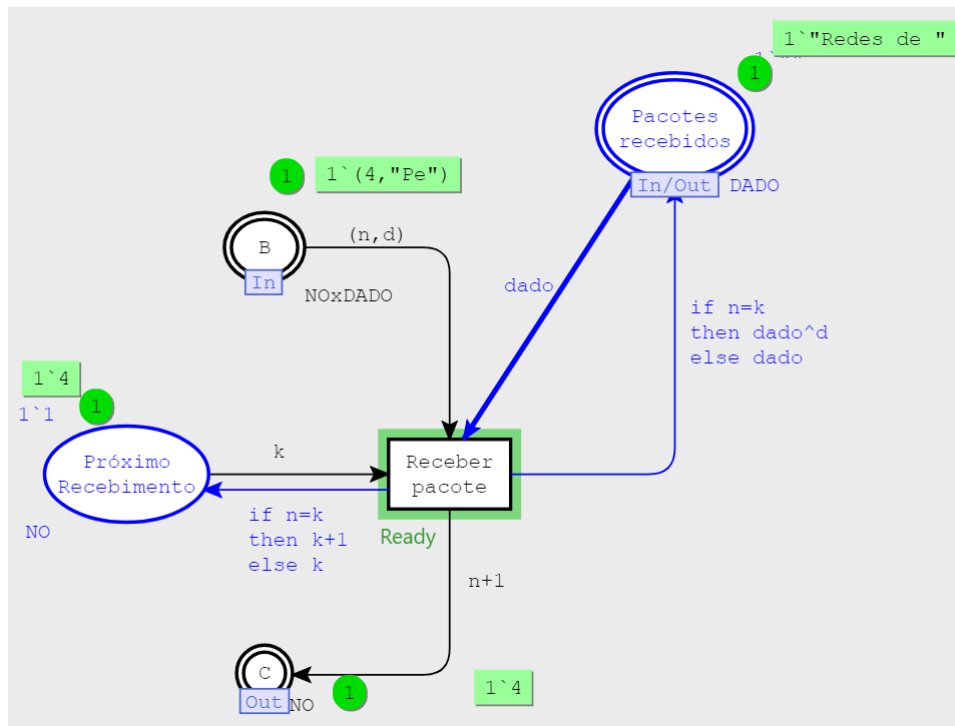 1`"Redes de "
1
Pacotes
recebidos
In/Out
DADO
1
1`(4,"Pe")
B
In
(n,d)
NOxDADO
dado
if n=k
then dado^d
else dado
1`4
1`1
1
Próximo
Recebimento
NO
k
Receber
pacote
Ready
if n=k
then k+1
else k
n+1
C
Out
NO
1
1`4